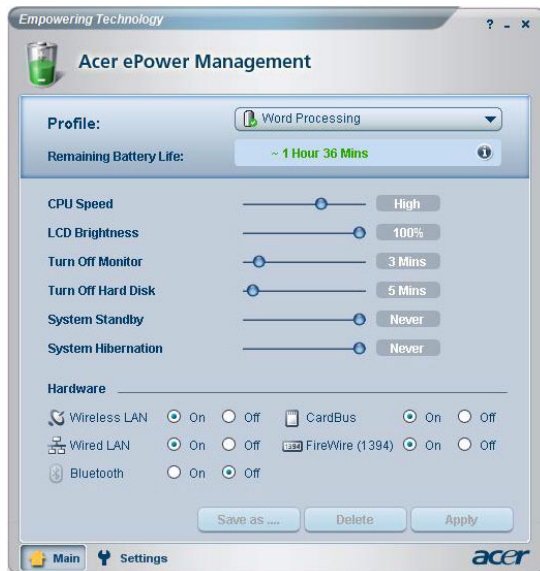 Empowering Technology
? - x
Acer ePower Management
Profile: Word Processing
Remaining Battery Life: ~ 1 Hour 36 Mins
CPU Speed High
LCD Brightness 100%
Turn Off Monitor 3 Mins
Turn Off Hard Disk 5 Mins
System Standby Never
System Hibernation Never
Hardware
Wireless LAN On Off CardBus On Off
Wired LAN On Off 1394 FireWire (1394) On Off
Bluetooth On Off
Save as .... Delete Apply
Main Settings acer